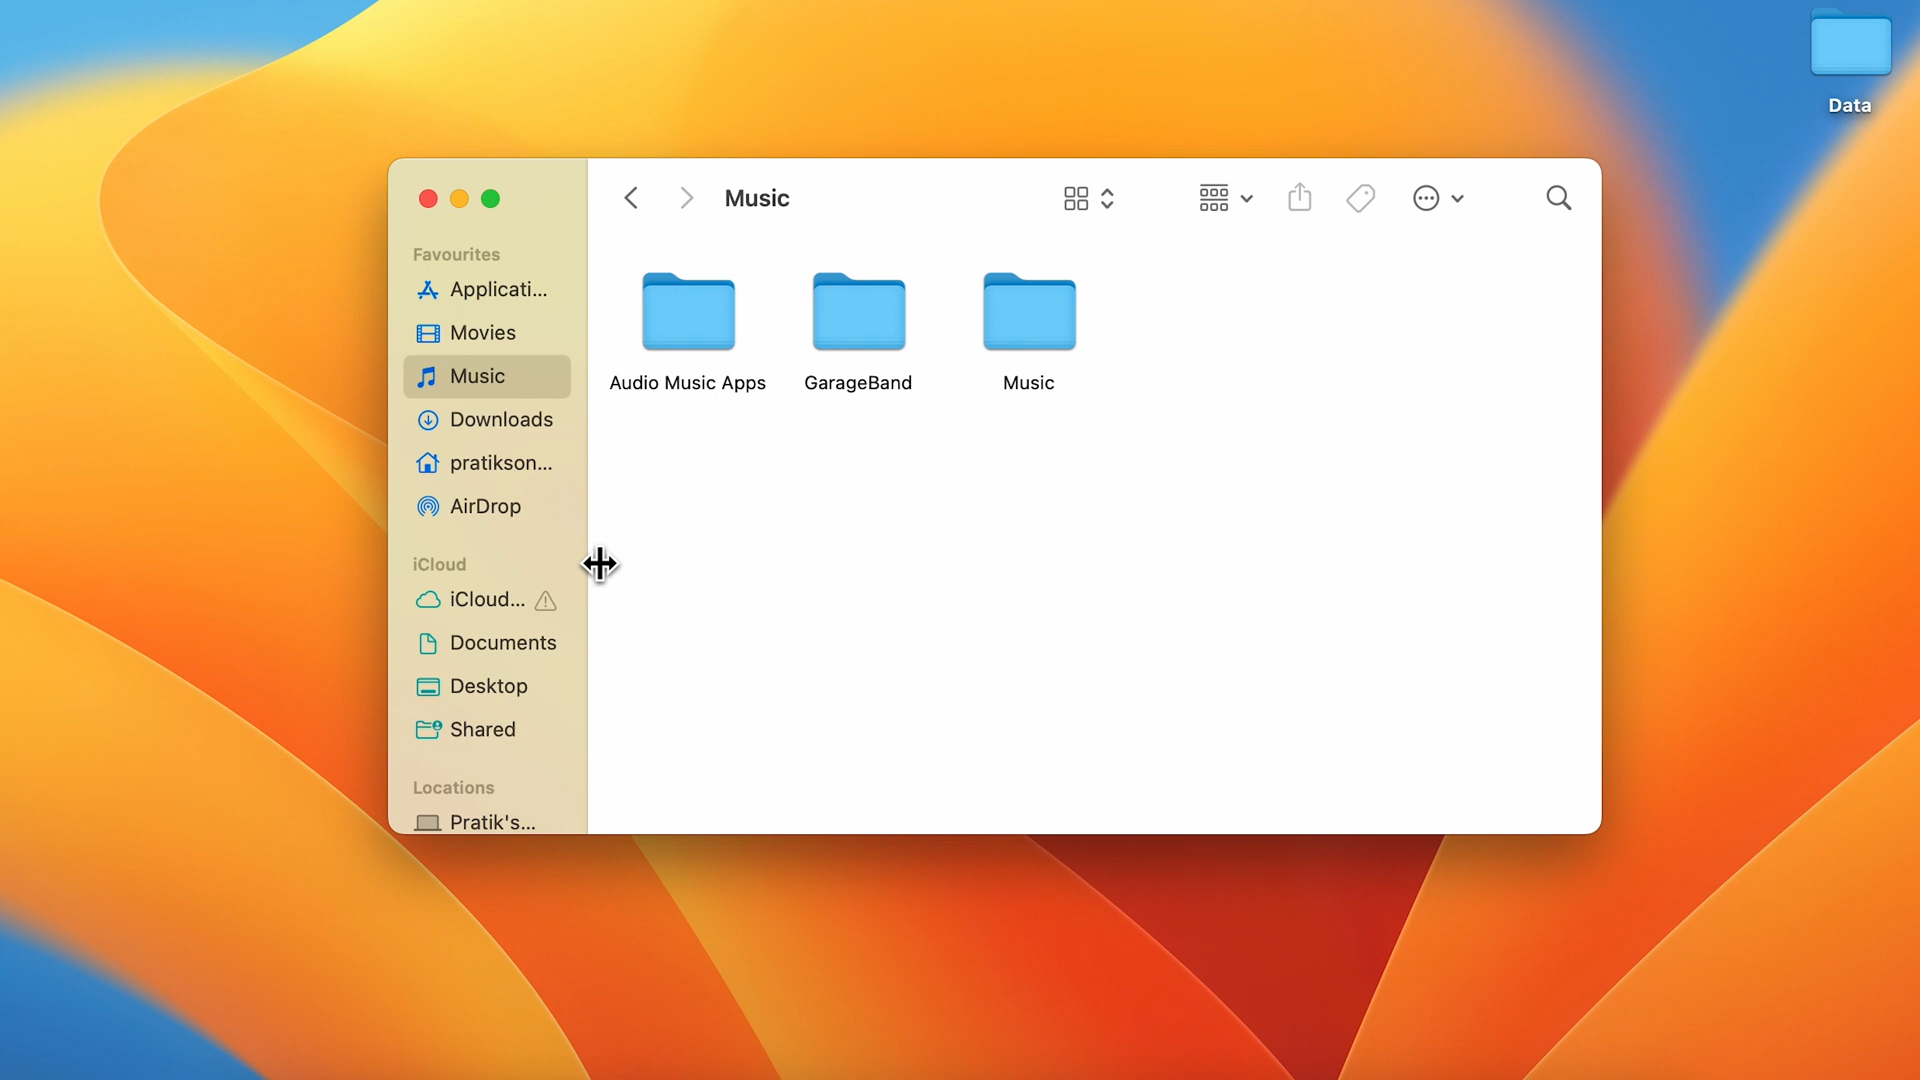 Data
Music
Favourites
Applicati...
Movies
Music
Downloads
pratikson...
AirDrop
iCloud
iCloud...
Documents
Desktop
Shared
Locations
Pratik's...
Audio Music Apps
GarageBand
Music